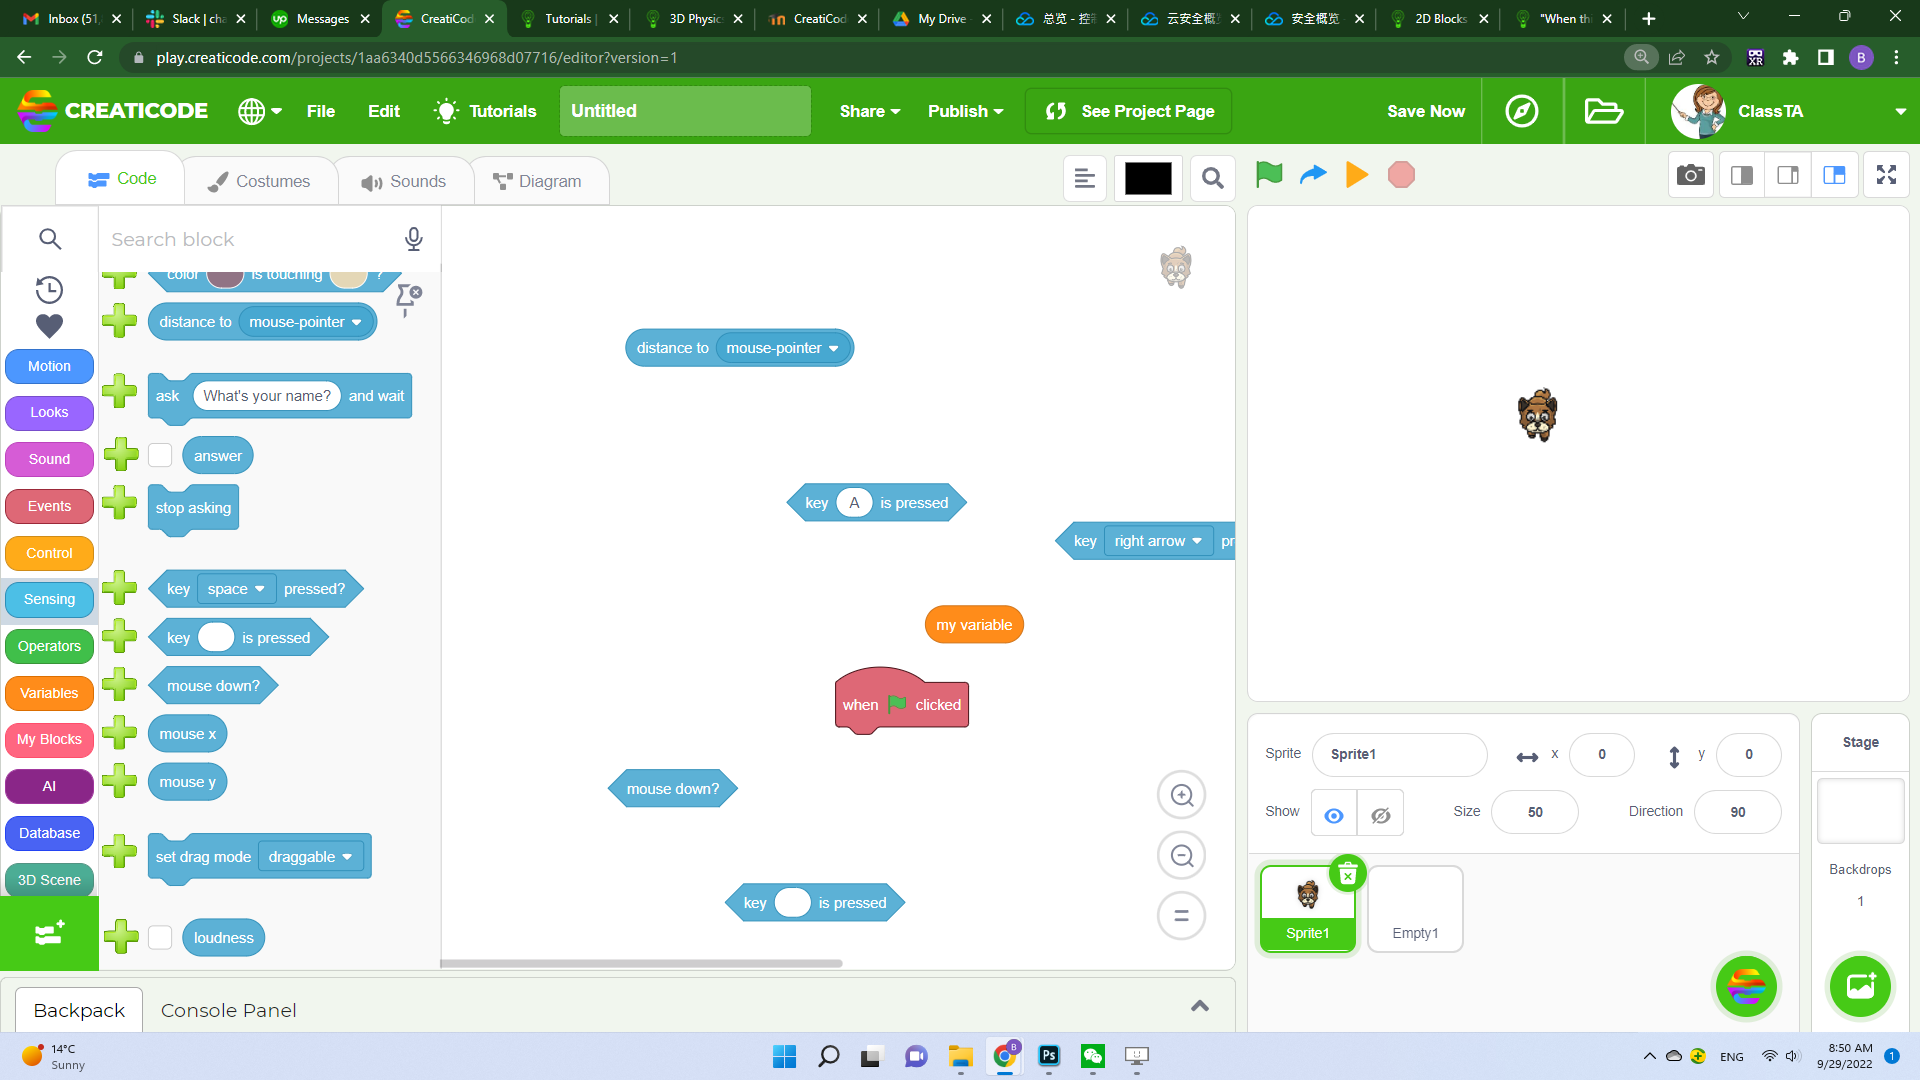 Inbox (51,
Slack | cha
Messages
CreatiCod
Tutorials |
3D Physic
CreatiCod
My Drive -
总览 - 控
云安全概
安全概览
2D Blocks
"When th
play.creaticode.com/projects/1aa6340d5566346968d07716/editor?version=1
B
CREATICODE
File
Edit
Tutorials
Untitled
Share
Publish
See Project Page
Save Now
ClassTA
Code
Costumes
Sounds
Diagram
Search block
Motion
Looks
Sound
Events
Control
Sensing
Operators
Variables
My Blocks
AI
Database
3D Scene
color is touching ?
distance to mouse-pointer
ask What's your name? and wait
answer
stop asking
key space pressed?
key is pressed
mouse down?
mouse x
mouse y
set drag mode draggable
loudness
distance to mouse-pointer
key A is pressed
key right arrow pr
my variable
when clicked
mouse down?
key is pressed
Sprite Sprite1 x 0 y 0
Show Size 50 Direction 90
Sprite1
Empty1
Stage
Backdrops
1
Backpack
Console Panel
14°C
Sunny
B
Ps
ENG
8:50 AM
9/29/2022
1